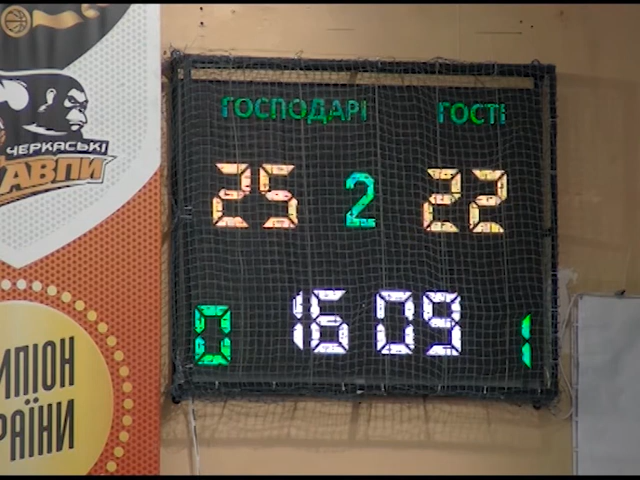 ЧЕРКАСЬКІ
АВПИ
ГОСПОДАРІ ГОСТІ
25 2 22
0 16 09 1
ПІОН
РАЇНИ